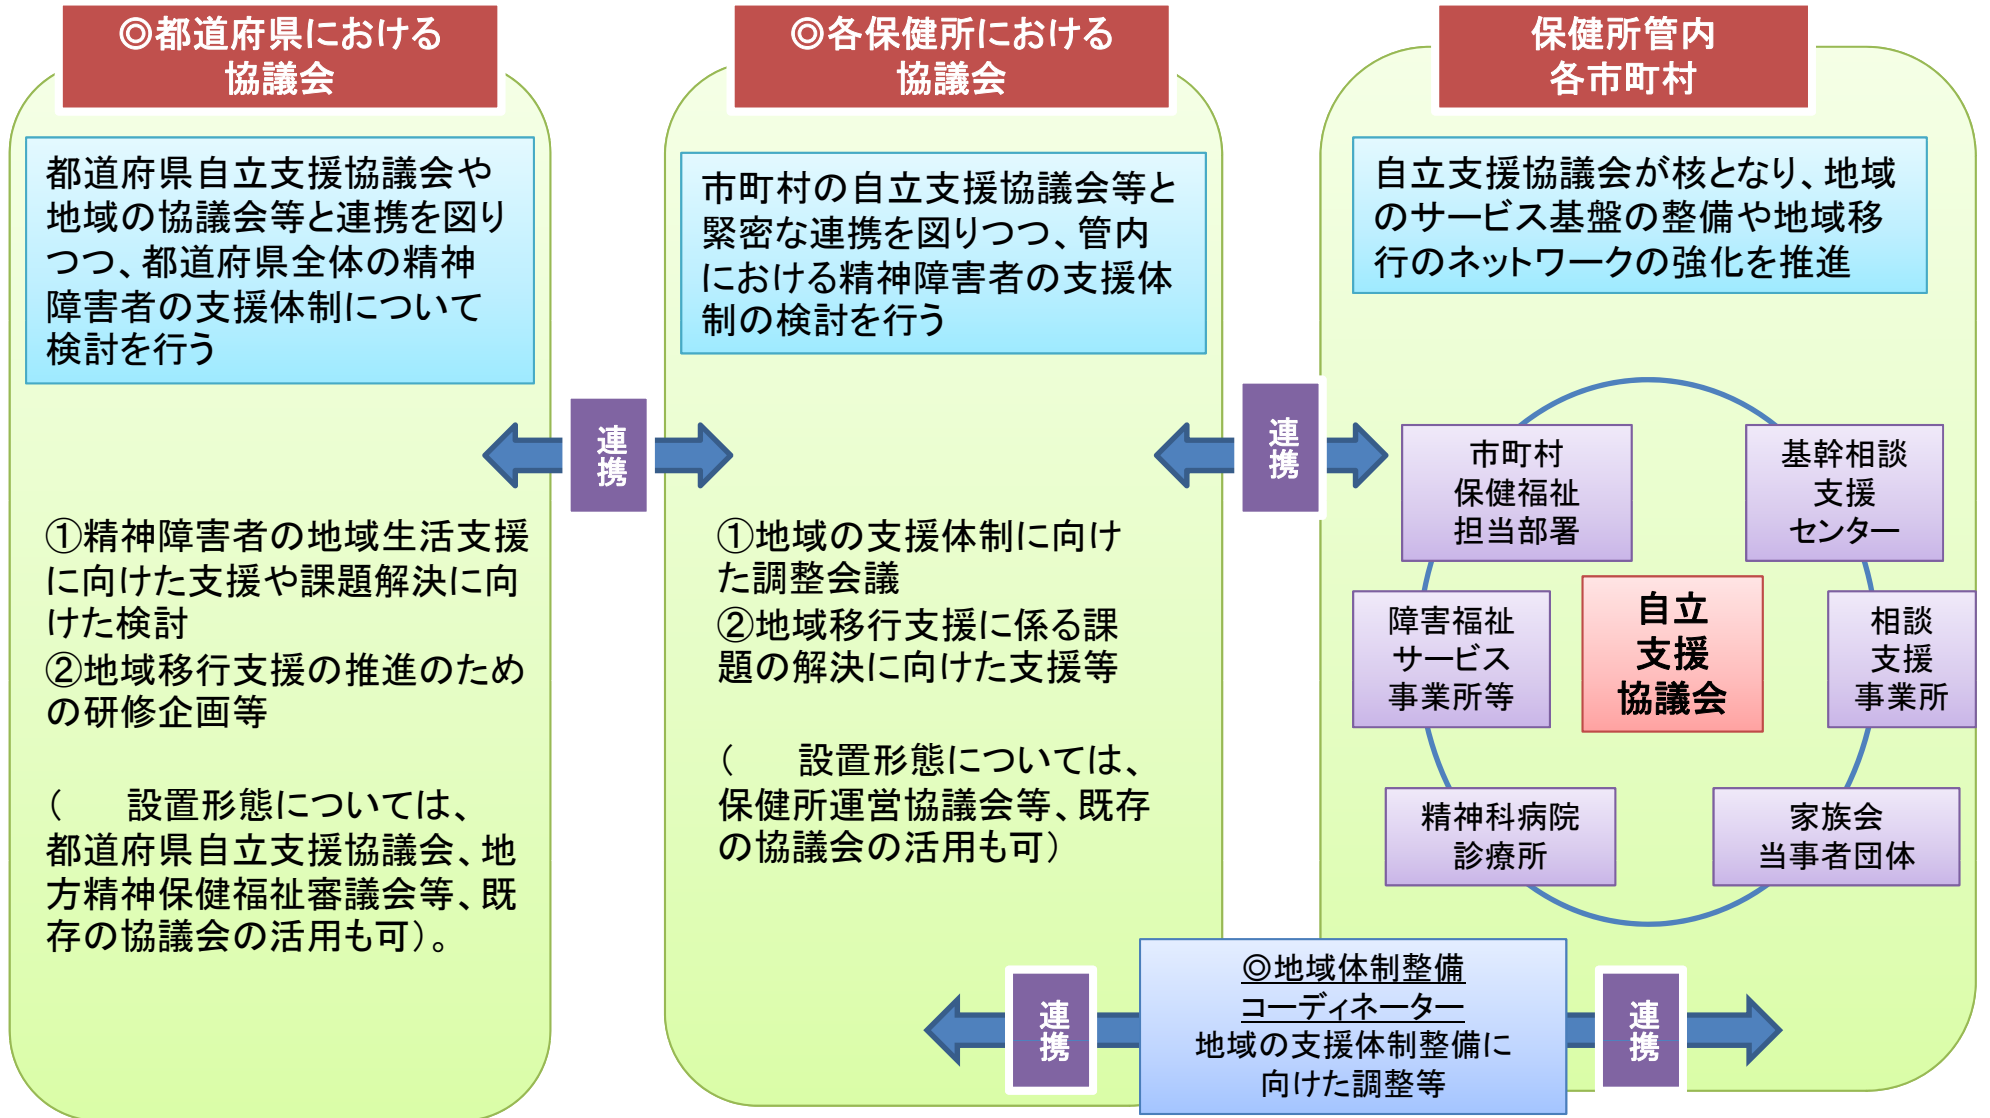 ◎都道府県における
協議会
都道府県自立支援協議会や
地域の協議会等と連携を図り
つつ、都道府県全体の精神
障害者の支援体制について
検討を行う
①精神障害者の地域生活支援
に向けた支援や課題解決に向
けた検討
②地域移行支援の推進のため
の研修企画等
（　設置形態については、
都道府県自立支援協議会、地
方精神保健福祉審議会等、既
存の協議会の活用も可）。
連携
◎各保健所における
協議会
市町村の自立支援協議会等と
緊密な連携を図りつつ、管内
における精神障害者の支援体
制の検討を行う
①地域の支援体制に向け
た調整会議
②地域移行支援に係る課
題の解決に向けた支援等
（　設置形態については、
保健所運営協議会等、既存
の協議会の活用も可）
連携
保健所管内
各市町村
自立支援協議会が核となり、地域
のサービス基盤の整備や地域移
行のネットワークの強化を推進
市町村
保健福祉
担当部署
基幹相談
支援
センター
障害福祉
サービス
事業所等
自立
支援
協議会
相談
支援
事業所
精神科病院
診療所
家族会
当事者団体
連携
◎地域体制整備
コーディネーター
地域の支援体制整備に
向けた調整等
連携